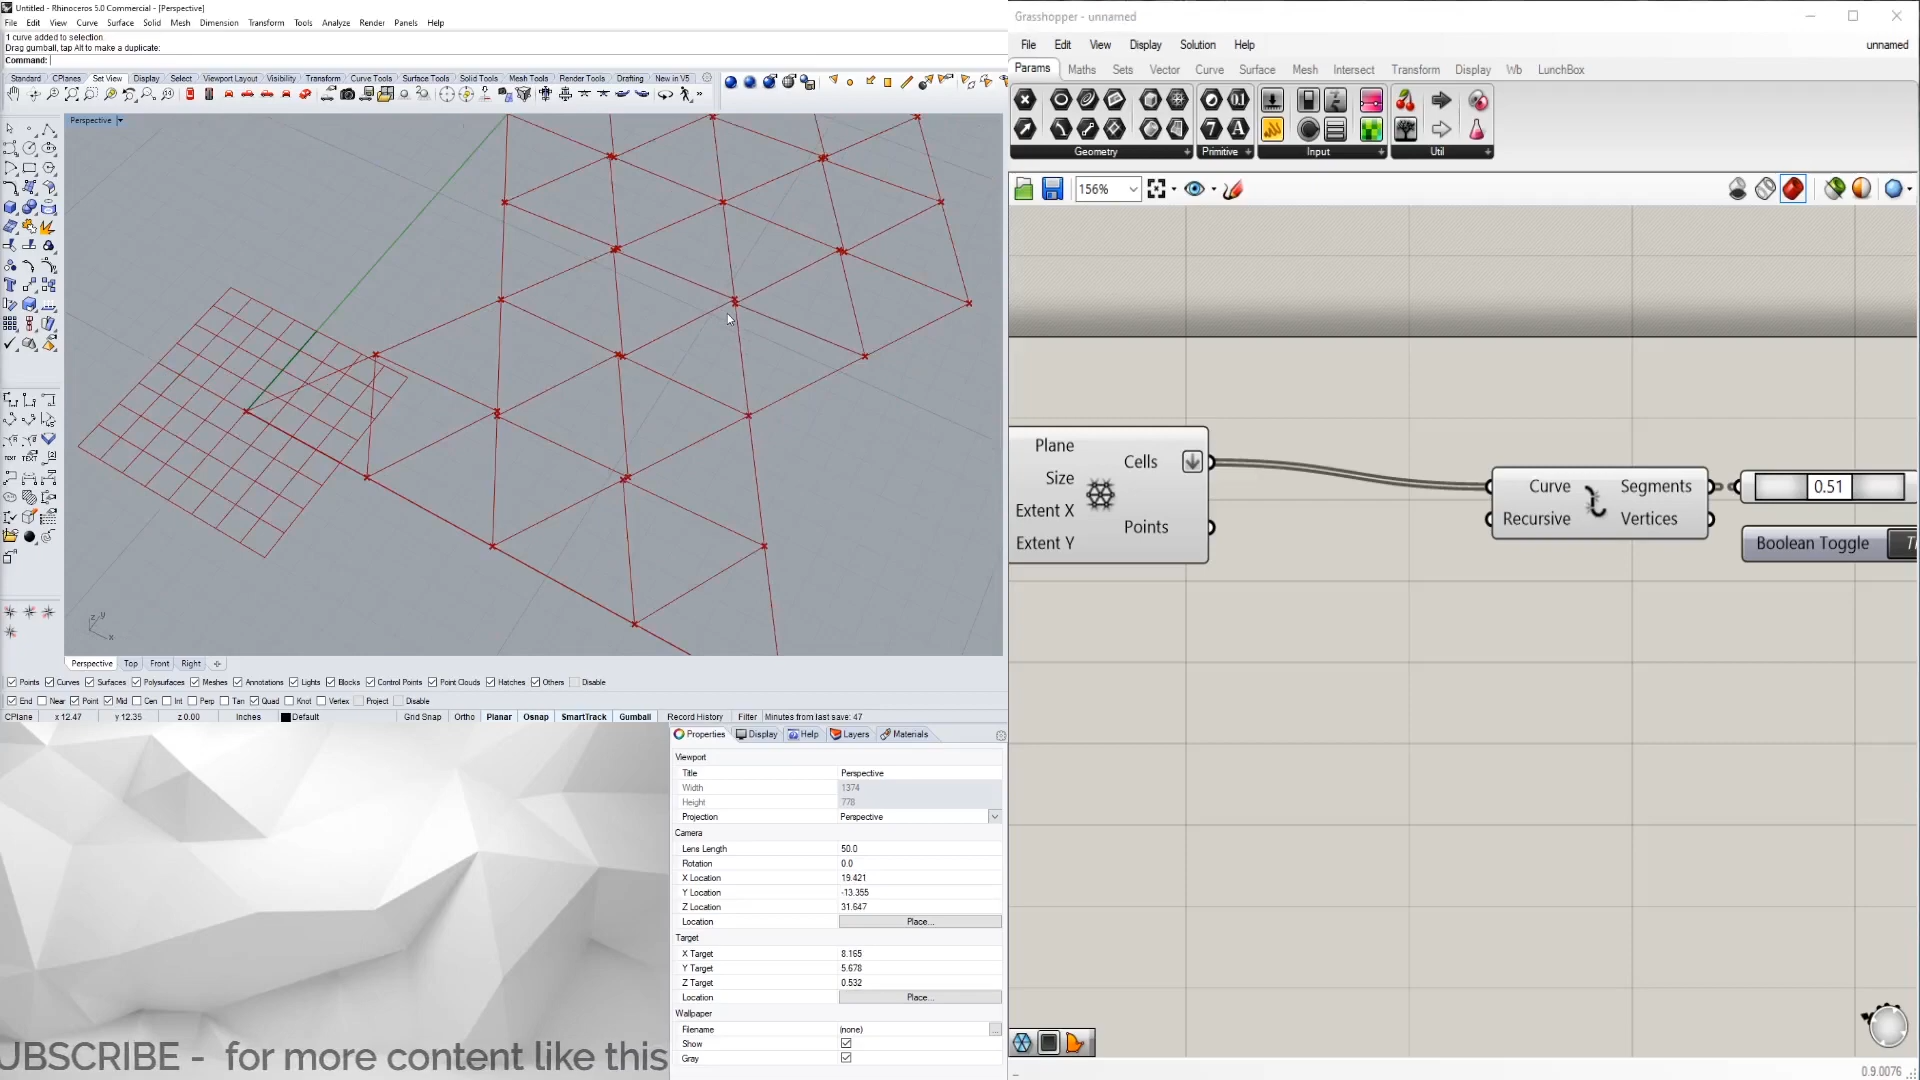 Untitled - Rhinoceros 5.0 Commercial - [Perspective]
File Edit View Curve Surface Solid Mesh Dimension Transform Tools Analyze Render Panels Help
1 curve added to selection.
Drag gumball, tap Alt to make a duplicate:
Command:
Standard CPlanes Set View Display Select Viewport Layout Visibility Transform Curve Tools Surface Tools Solid Tools Mesh Tools Render Tools Drafting New in V5
Perspective
z y
x
Perspective Top Front Right
Points Curves Surfaces Polysurfaces Meshes Annotations Lights Blocks Control Points Point Clouds Hatches Others Disable
End Near Point Mid Cen Int Perp Tan Quad Knot Vertex Project Disable
CPlane x 12.47 y 12.35 z 0.00 Inches Default Grid Snap Ortho Planar Osnap SmartTrack Gumball Record History Filter Minutes from last save: 47
Properties Display Help Layers Materials
Viewport
Title Perspective
Width 1374
Height 778
Projection Perspective
Camera
Lens Length 50.0
Rotation 0.0
X Location 19.421
Y Location -13.355
Z Location 31.647
Location Place...
Target
X Target 8.165
Y Target 5.678
Z Target 0.532
Location Place...
Wallpaper
Filename (none) ...
Show
Gray
UBSCRIBE - for more content like this
Grasshopper - unnamed
File Edit View Display Solution Help unnamed
Params Maths Sets Vector Curve Surface Mesh Intersect Transform Display Wb LunchBox
Geometry Primitive Input Util
156%
Plane
Size
Extent X
Extent Y
Cells
Points
Curve
Recursive
Segments
Vertices
0.51
Boolean Toggle
0.9.0076